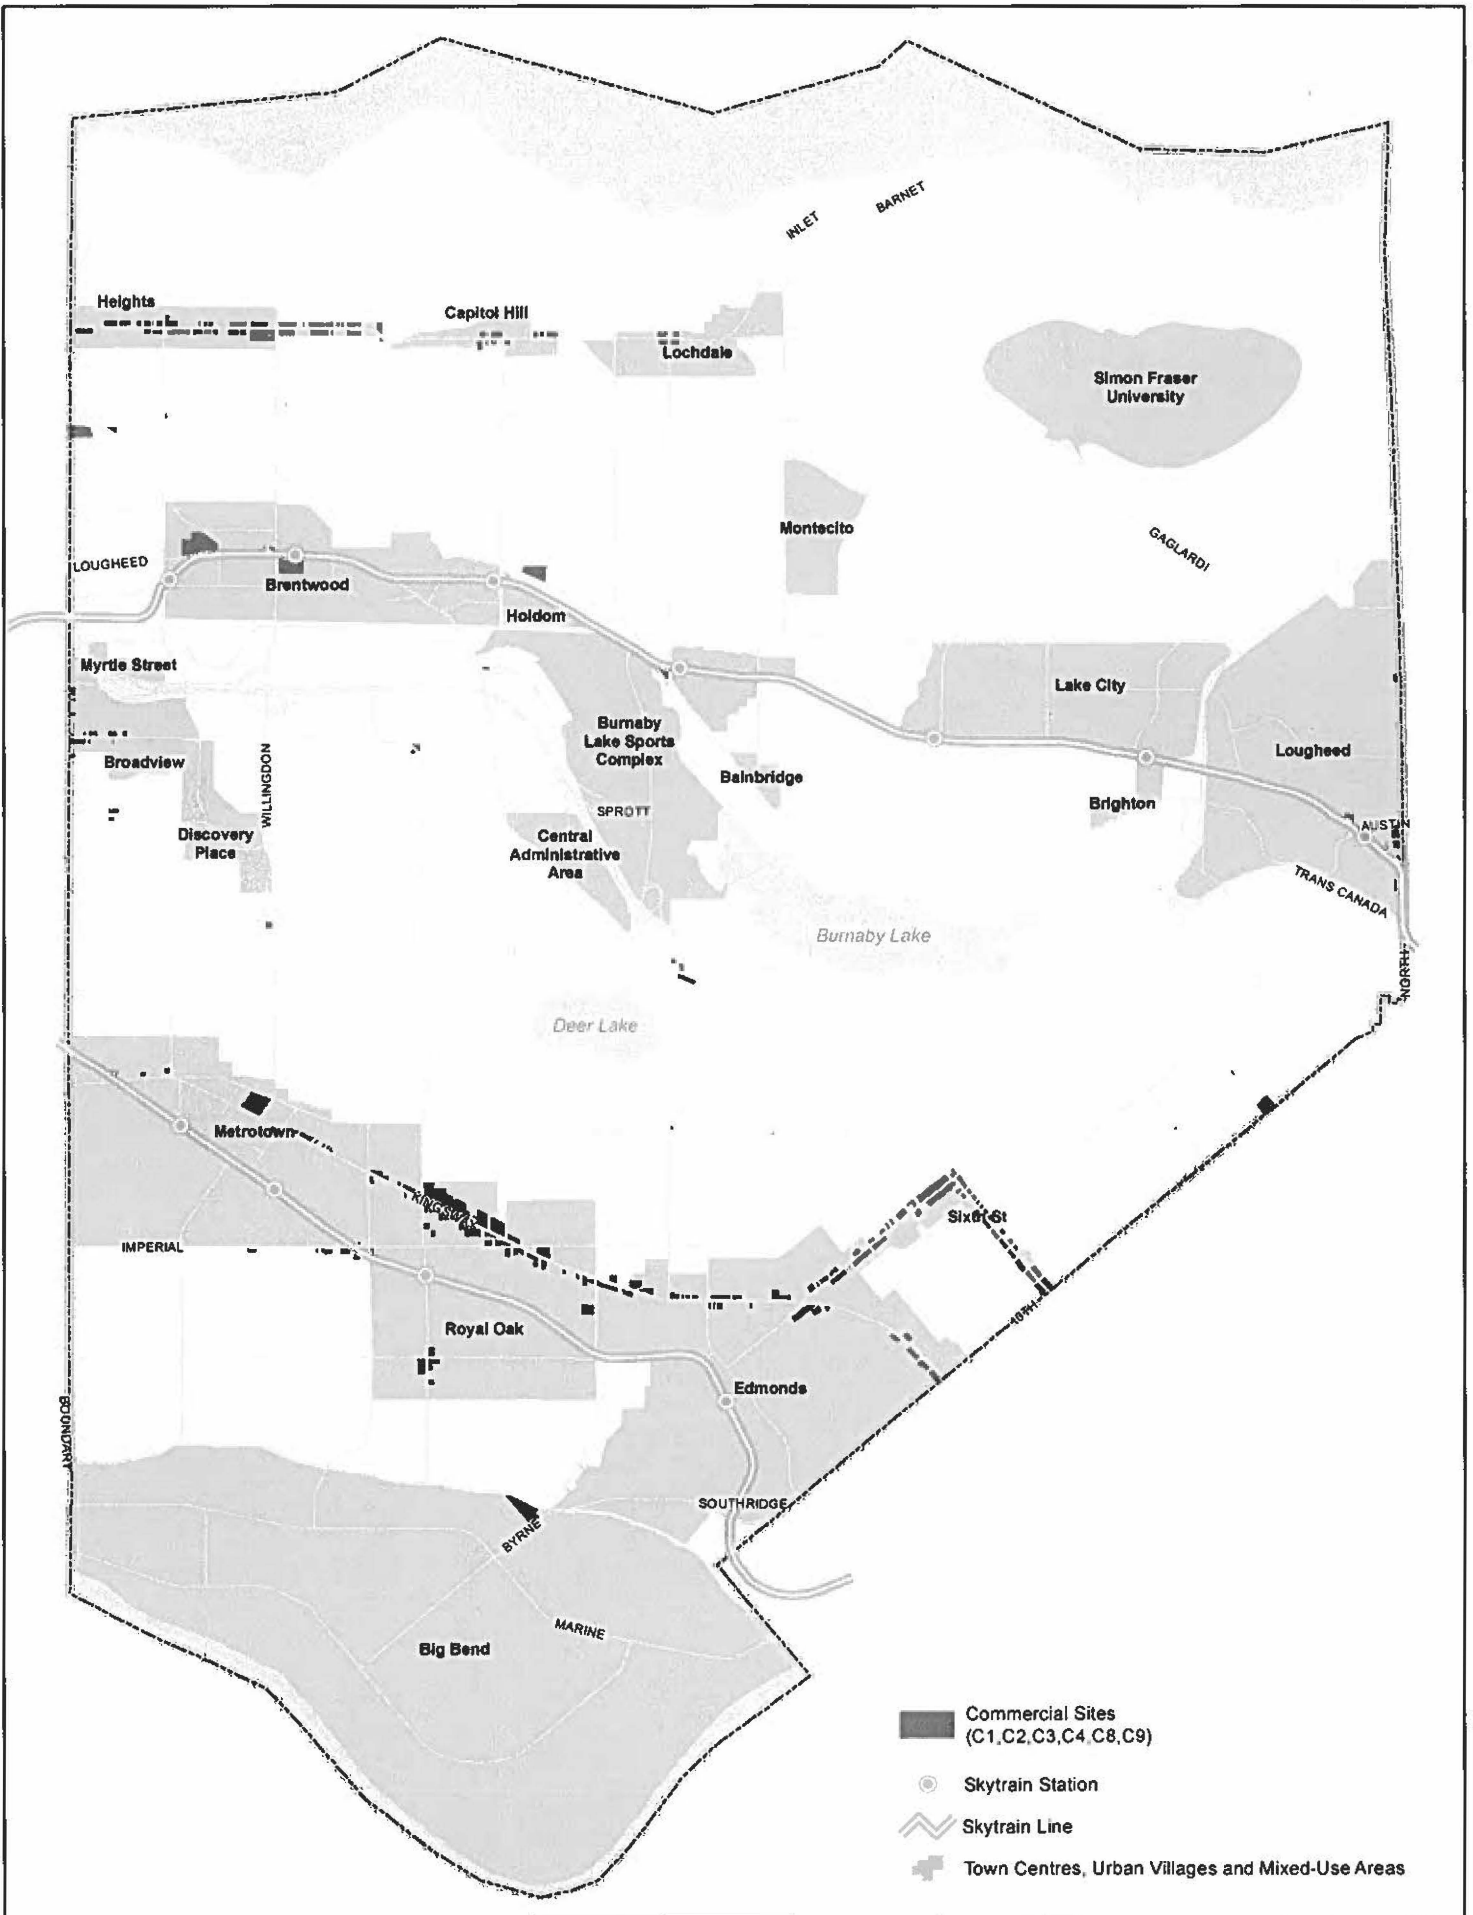 BARNET
INLET
Heights
Capitol Hill
Lochdale
Simon Fraser
University
Montecito
GAGLARDI
LOUGHEED
Brentwood
Holdom
Myrtle Street
Lake City
Burnaby
Lake Sports
Complex
Lougheed
Broadview
WILLINGDON
Bainbridge
Brighton
SPROTT
AUSTIN
Discovery
Place
Central
Administrative
Area
TRANS CANADA
Burnaby Lake
NORTH
Deer Lake
Metrotown
KINGSWAY
Sixth St
IMPERIAL
10TH
Royal Oak
Edmonds
BOUNDARY
SOUTHRIDGE
BYRNE
MARINE
Big Bend
Commercial Sites
(C1,C2,C3,C4,C8,C9)
Skytrain Station
Skytrain Line
Town Centres, Urban Villages and Mixed-Use Areas